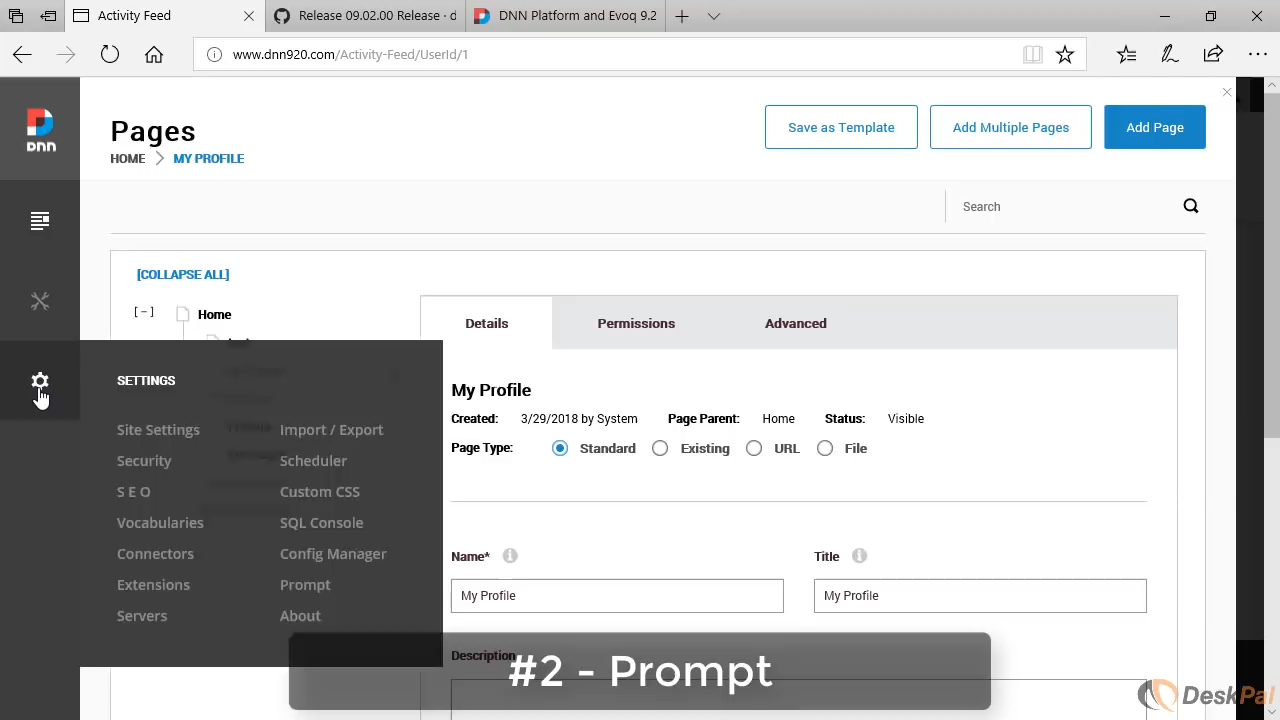 Activity Feed
Release 09.02.00 Release · d
DNN Platform and Evoq 9.2
www.dnn920.com/Activity-Feed/UserId/1
DNN
Pages
HOME > MY PROFILE
Save as Template
Add Multiple Pages
Add Page
Search
[COLLAPSE ALL]
[-] Home
Details
Permissions
Advanced
My Profile
Created: 3/29/2018 by System Page Parent: Home Status: Visible
Page Type: Standard Existing URL File
Name*
Title
My Profile
My Profile
Description
SETTINGS
Site Settings
Import / Export
Security
Scheduler
S E O
Custom CSS
Vocabularies
SQL Console
Connectors
Config Manager
Extensions
Prompt
Servers
About
#2 - Prompt
DeskPal